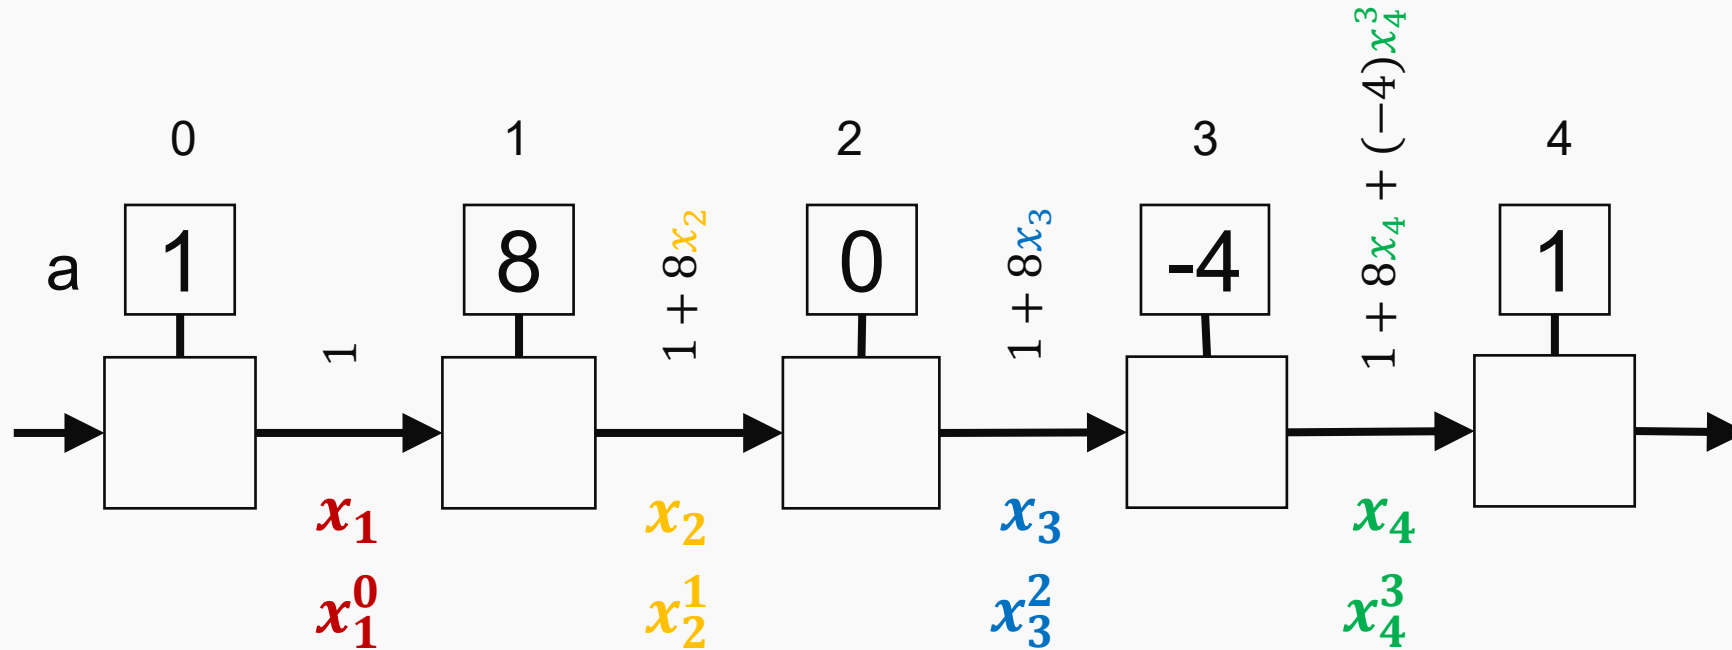 0 1 2 3 4
a 1 8 0 -4 1
1
1 + 8x₂
1 + 8x₃
1 + 8x₄ + (−4)x₄³
x₁ x₂ x₃ x₄
x₁⁰ x₂¹ x₃² x₄³